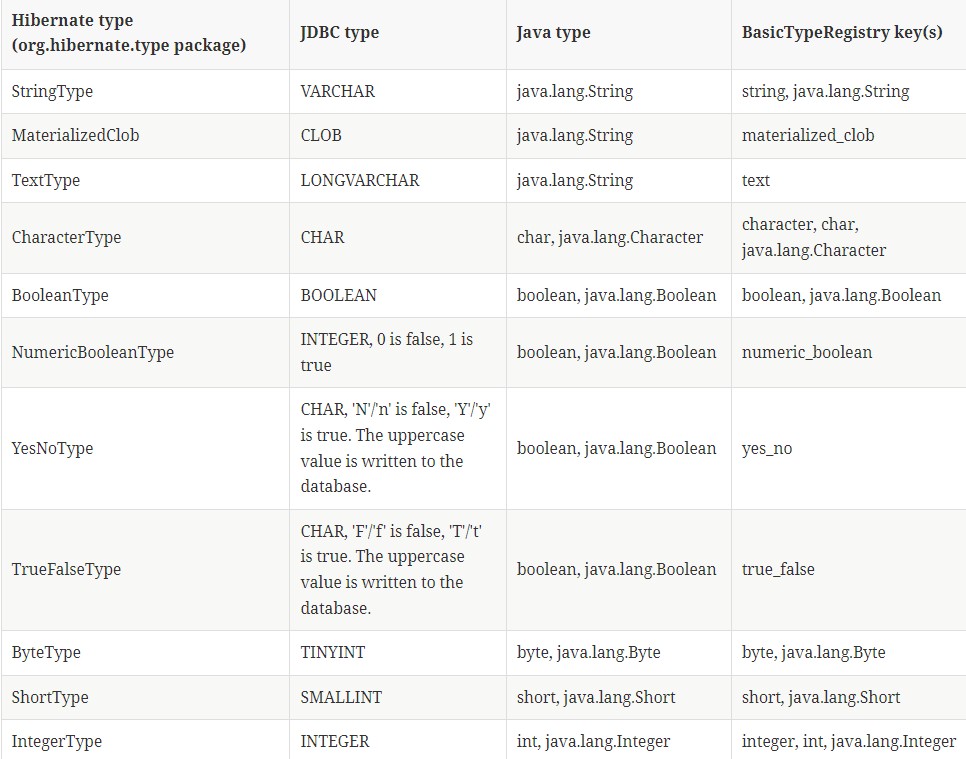 Hibernate type
(org.hibernate.type package)
JDBC type
Java type
BasicTypeRegistry key(s)
StringType
VARCHAR
java.lang.String
string, java.lang.String
MaterializedClob
CLOB
java.lang.String
materialized_clob
TextType
LONGVARCHAR
java.lang.String
text
CharacterType
CHAR
char, java.lang.Character
character, char,
java.lang.Character
BooleanType
BOOLEAN
boolean, java.lang.Boolean
boolean, java.lang.Boolean
NumericBooleanType
INTEGER, 0 is false, 1 is
true
boolean, java.lang.Boolean
numeric_boolean
YesNoType
CHAR, 'N'/'n' is false, 'Y'/'y'
is true. The uppercase
value is written to the
database.
boolean, java.lang.Boolean
yes_no
TrueFalseType
CHAR, 'F'/'f' is false, 'T'/'t'
is true. The uppercase
value is written to the
database.
boolean, java.lang.Boolean
true_false
ByteType
TINYINT
byte, java.lang.Byte
byte, java.lang.Byte
ShortType
SMALLINT
short, java.lang.Short
short, java.lang.Short
IntegerType
INTEGER
int, java.lang.Integer
integer, int, java.lang.Integer